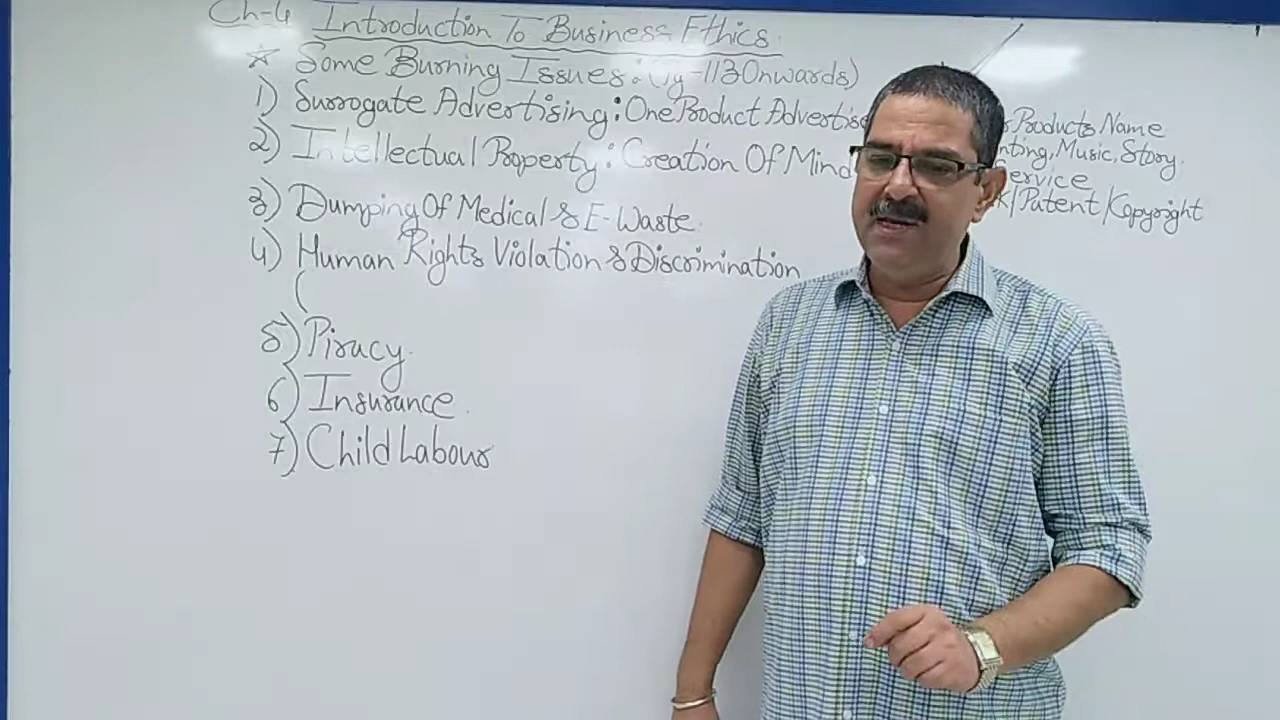 Ch-4 Introduction To Business Ethics
☆ Some Burning Issues: (Pg-113 Onwards)
1) Surrogate Advertising: One Product Advertise Products Name
2) Intellectual Property: Creation Of Mind Music, Story.
Service
/Patent/Copyright
3) Dumping Of Medical & E-Waste.
4) Human Rights Violation & Discrimination
5) Piracy.
6) Insurance.
7) Child Labour